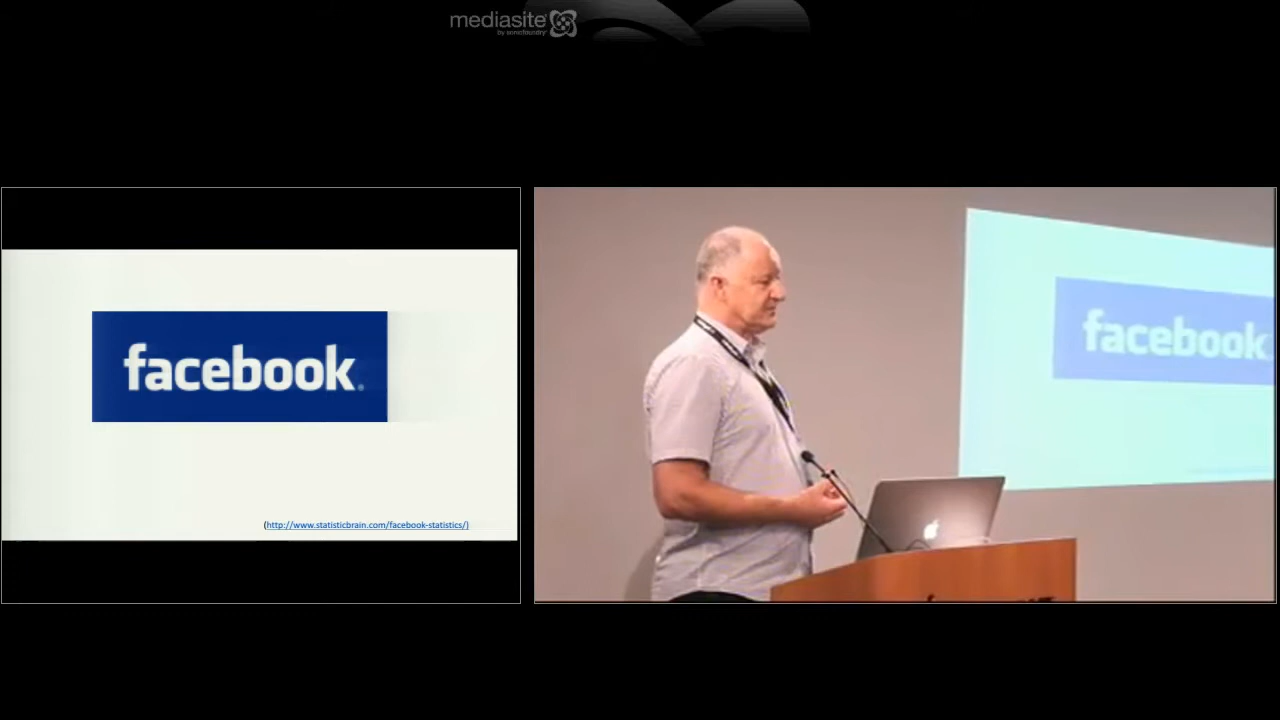 mediasite
by sonicfoundry
facebook
(http://www.statisticbrain.com/facebook-statistics/)
facebook